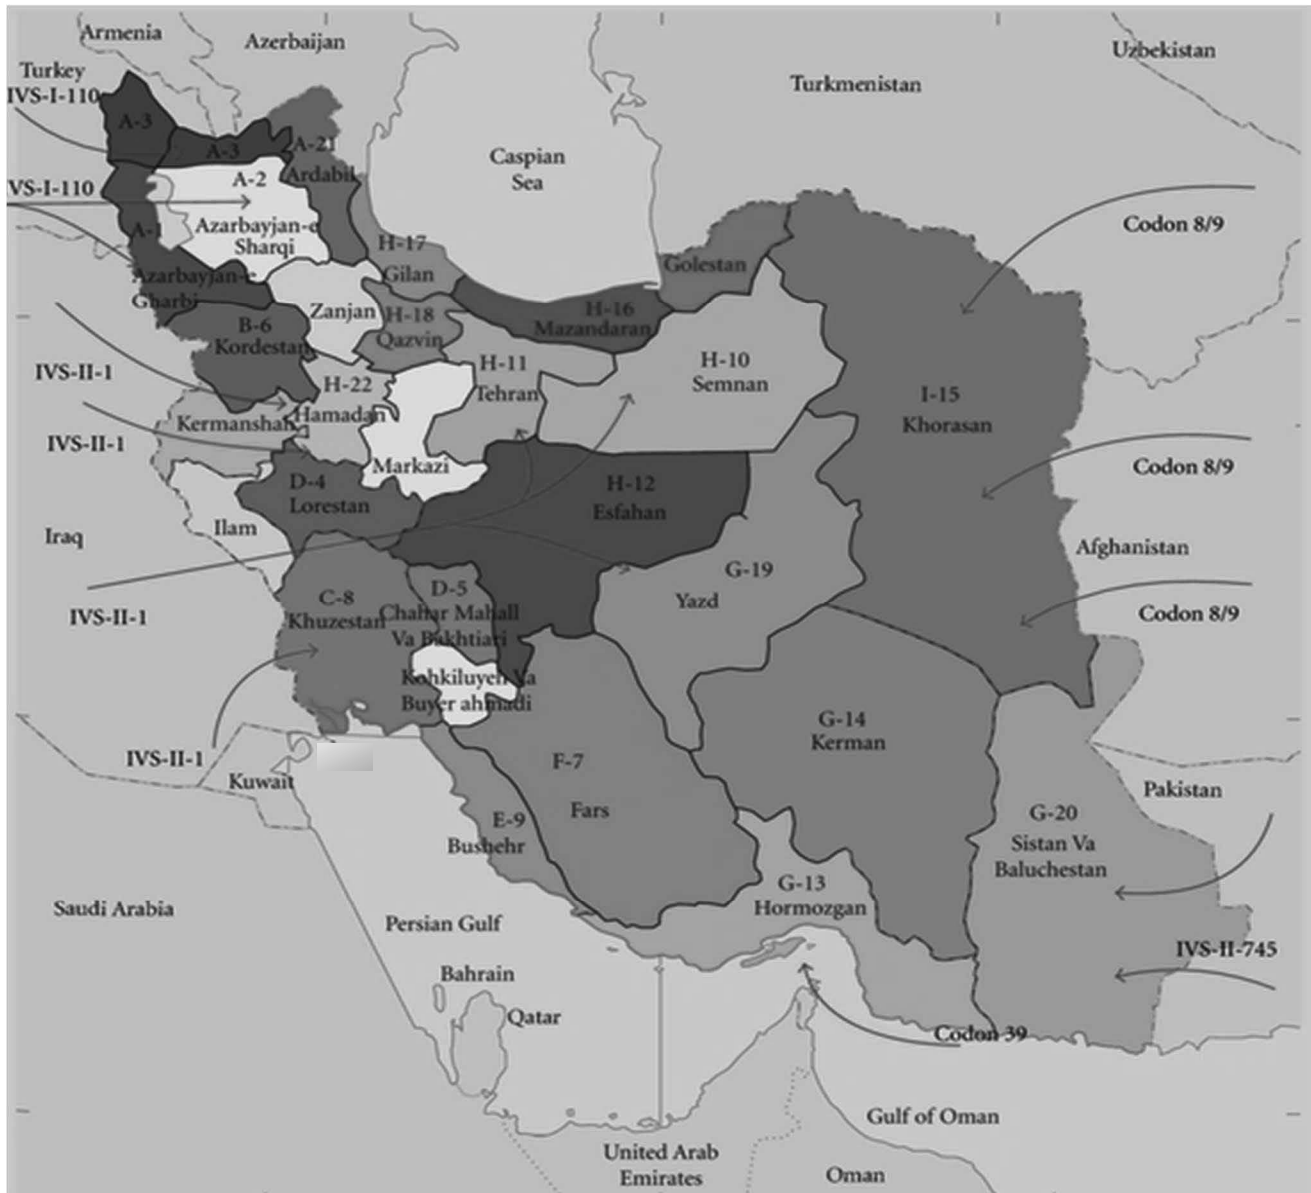 Armenia
Azerbaijan
Uzbekistan
Turkey
IVS-I-110
Turkmenistan
A-3
A-3
A-21
Ardabil
Caspian
Sea
A-2
VS-I-110
Azarbayjan-e
Sharqi
A-1
Codon 8/9
H-17
Gilan
Golestan
Azarbayjan-e
Gharbi
Zanjan
H-18
Qazvin
H-16
Mazandaran
B-6
Kordestan
H-11
Tehran
H-10
Semnan
IVS-II-1
H-22
Hamadan
I-15
Khorasan
Kermanshah
IVS-II-1
Markazi
Codon 8/9
D-4
Lorestan
H-12
Esfahan
Iraq
Ilam
Afghanistan
G-19
Yazd
C-8
Khuzestan
D-5
Chahar Mahall
Va Bakhtiari
IVS-II-1
Codon 8/9
Kohkiluyeh Va
Buyer ahmadi
G-14
Kerman
IVS-II-1
Kuwait
F-7
Fars
Pakistan
E-9
Bushehr
G-20
Sistan Va
Baluchestan
G-13
Hormozgan
Saudi Arabia
Persian Gulf
IVS-II-745
Bahrain
Qatar
Codon 39
Gulf of Oman
United Arab
Emirates
Oman